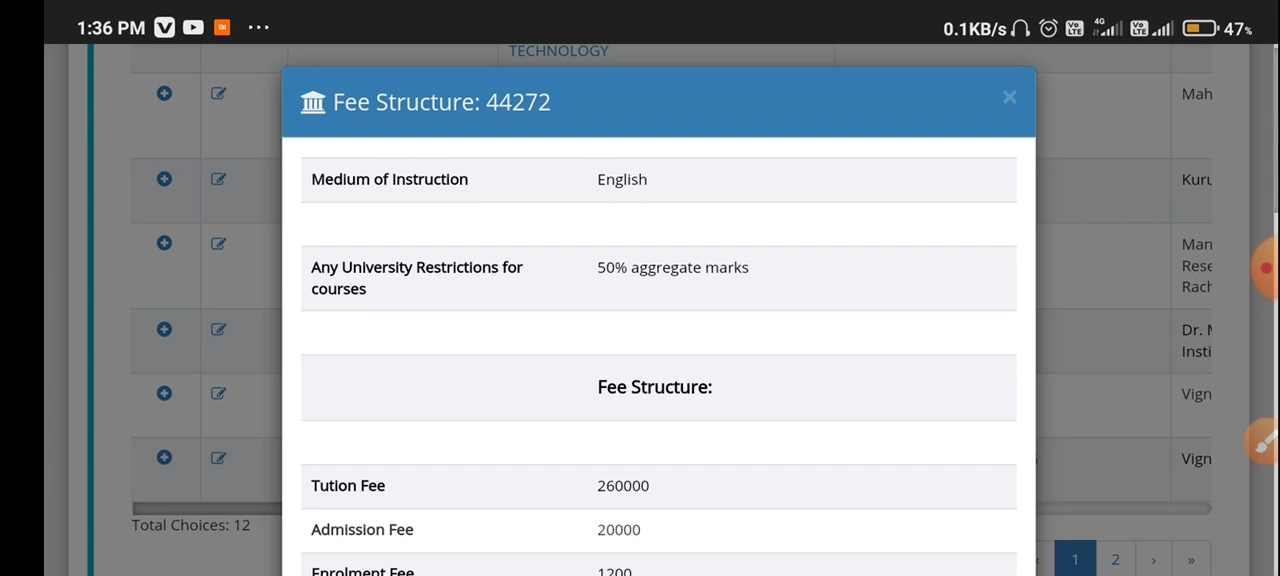 1:36 PM
0.1KB/s 4G 47%
TECHNOLOGY
Fee Structure: 44272 ×
Mah
Medium of Instruction English
Kuru
Man
Any University Restrictions for 50% aggregate marks
courses
Rese
Rach
Dr. M
Insti
Fee Structure:
Vign
Vign
Tution Fee 260000
Total Choices: 12
Admission Fee 20000
1 2 › »
Enrolment Fee 1200